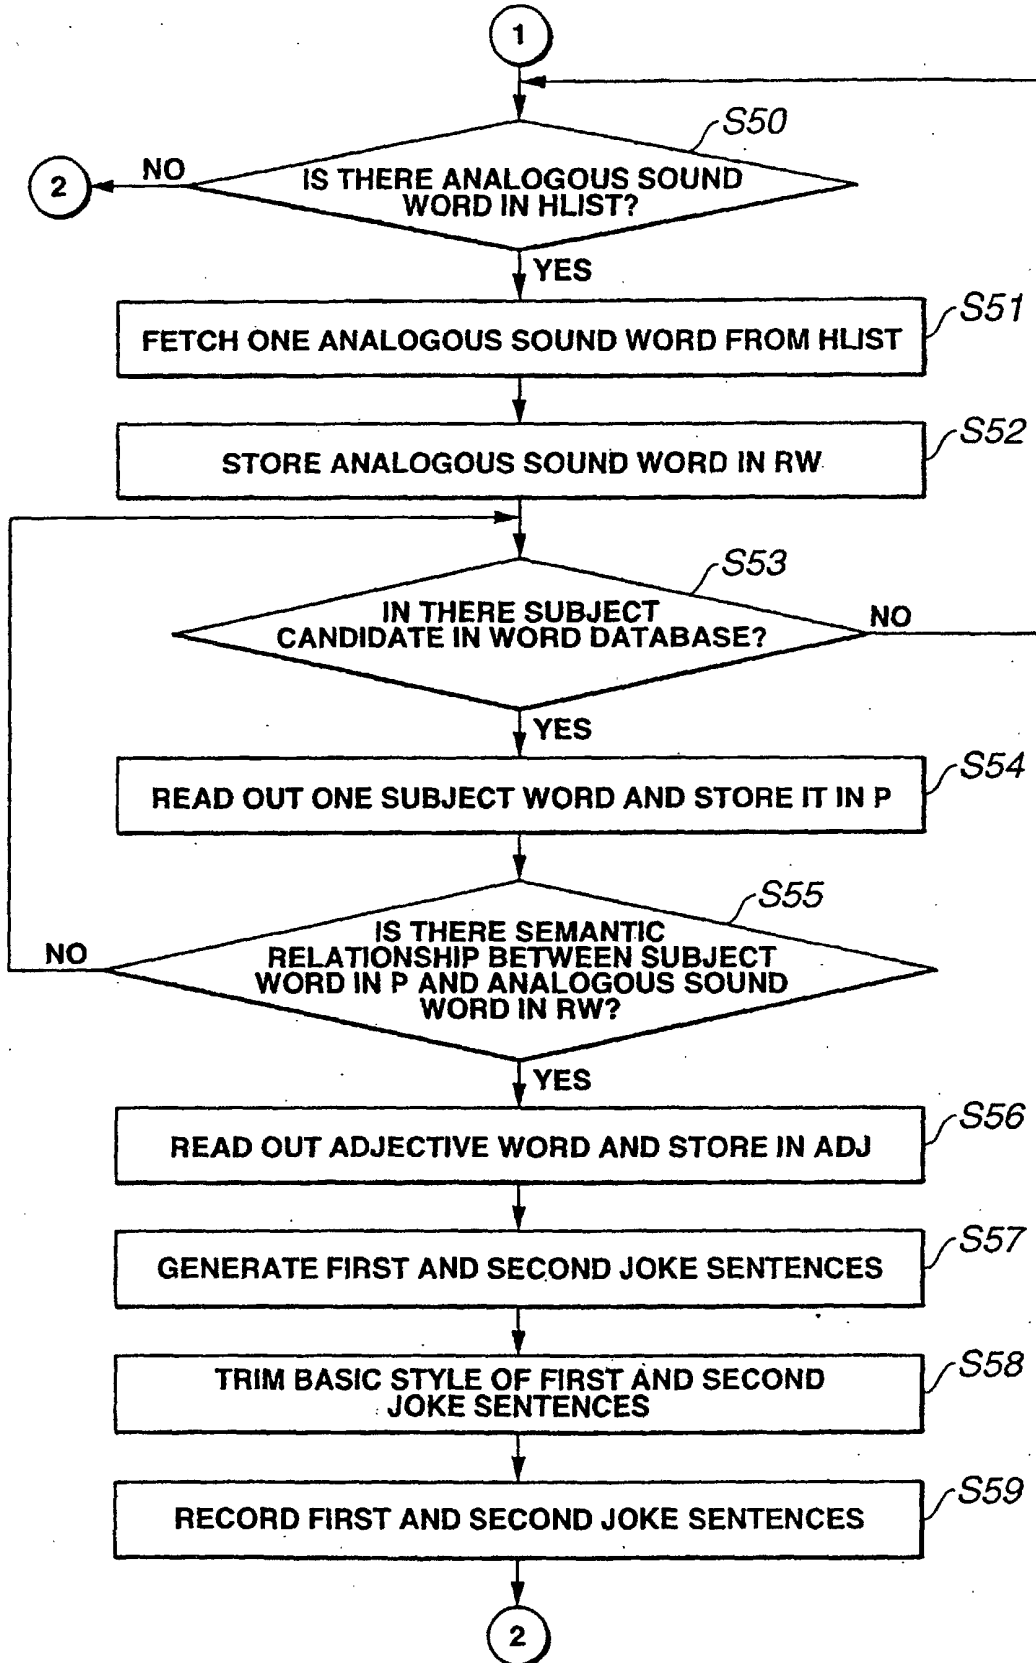 1
S50
2
NO
IS THERE ANALOGOUS SOUND
WORD IN HLIST?
YES
S51
FETCH ONE ANALOGOUS SOUND WORD FROM HLIST
S52
STORE ANALOGOUS SOUND WORD IN RW
S53
IN THERE SUBJECT
CANDIDATE IN WORD DATABASE?
NO
YES
S54
READ OUT ONE SUBJECT WORD AND STORE IT IN P
S55
NO
IS THERE SEMANTIC
RELATIONSHIP BETWEEN SUBJECT
WORD IN P AND ANALOGOUS SOUND
WORD IN RW?
YES
S56
READ OUT ADJECTIVE WORD AND STORE IN ADJ
S57
GENERATE FIRST AND SECOND JOKE SENTENCES
S58
TRIM BASIC STYLE OF FIRST AND SECOND
JOKE SENTENCES
S59
RECORD FIRST AND SECOND JOKE SENTENCES
2